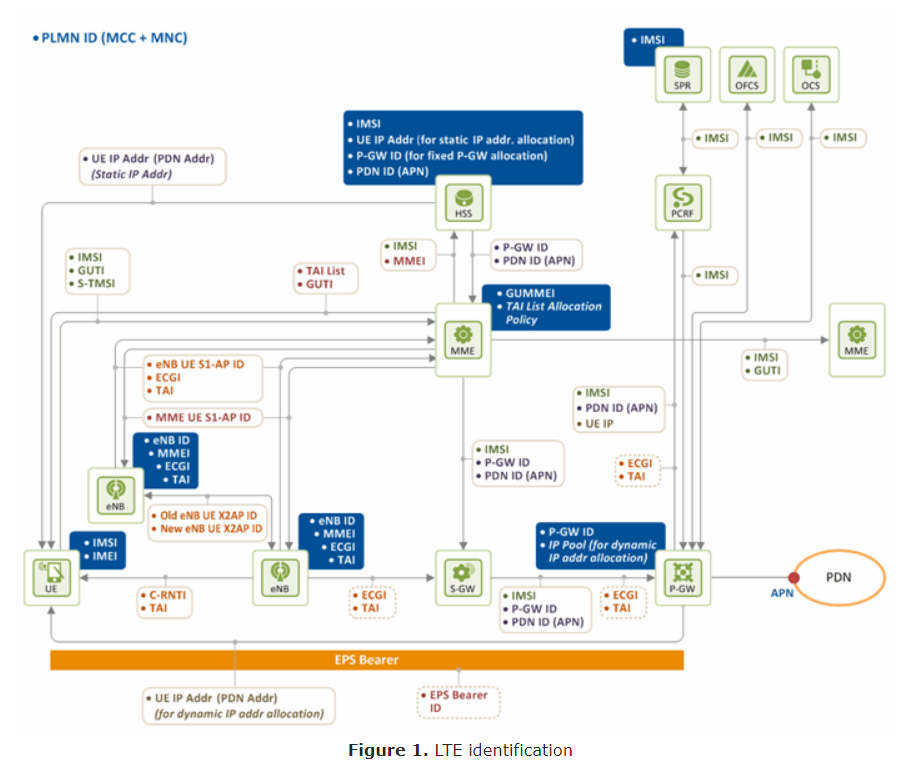 • PLMN ID (MCC + MNC)
• IMSI
SPR
OFCS
OCS
• IMSI
• UE IP Addr (for static IP addr. allocation)
• P-GW ID (for fixed P-GW allocation)
• PDN ID (APN)
• IMSI
• IMSI
• IMSI
• UE IP Addr (PDN Addr)
(Static IP Addr)
HSS
PCRF
• IMSI
• MMEI
• P-GW ID
• PDN ID (APN)
• IMSI
• GUTI
• S-TMSI
• TAI List
• GUTI
• IMSI
• GUMMEI
• TAI List Allocation
Policy
MME
MME
• IMSI
• GUTI
• eNB UE S1-AP ID
• ECGI
• TAI
• MME UE S1-AP ID
• IMSI
• PDN ID (APN)
• UE IP
• eNB ID
• MMEI
• ECGI
• TAI
• IMSI
• P-GW ID
• PDN ID (APN)
• ECGI
• TAI
eNB
• Old eNB UE X2AP ID
• New eNB UE X2AP ID
• eNB ID
• MMEI
• ECGI
• TAI
• P-GW ID
• IP Pool (for dynamic
IP addr allocation)
• IMSI
• IMEI
UE
eNB
S-GW
P-GW
APN
PDN
• C-RNTI
• TAI
• ECGI
• TAI
• IMSI
• P-GW ID
• PDN ID (APN)
• ECGI
• TAI
EPS Bearer
• UE IP Addr (PDN Addr)
(for dynamic IP addr allocation)
• EPS Bearer
ID
Figure 1. LTE identification